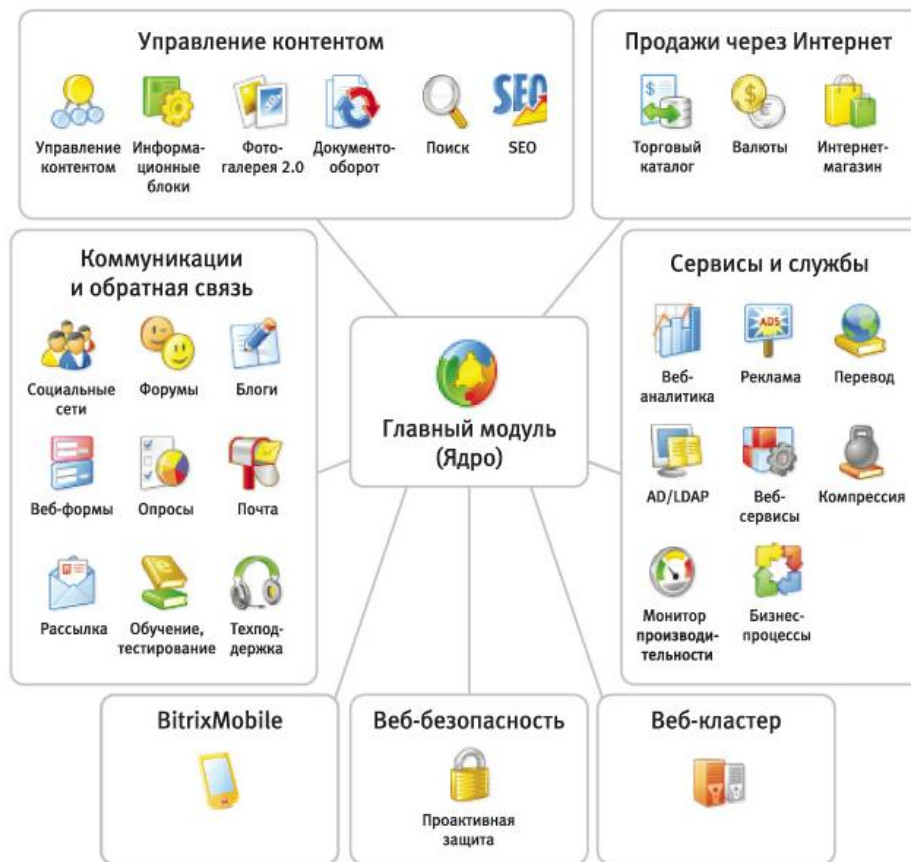 Управление контентом
Продажи через Интернет
SEO
$
$
€
Управление
контентом
Информа-
ционные
блоки
Фото-
галерея 2.0
Документо-
оборот
Поиск
SEO
Торговый
каталог
Валюты
Интернет-
магазин
Коммуникации
и обратная связь
Социальные
сети
Форумы
Блоги
Веб-формы
Опросы
Почта
Рассылка
Обучение,
тестирование
Техпод-
держка
Главный модуль
(Ядро)
Сервисы и службы
ADS
Веб-
аналитика
Реклама
Перевод
AD/LDAP
Веб-
сервисы
Компрессия
Монитор
производи-
тельности
Бизнес-
процессы
BitrixMobile
Веб-безопасность
Проактивная
защита
Веб-кластер